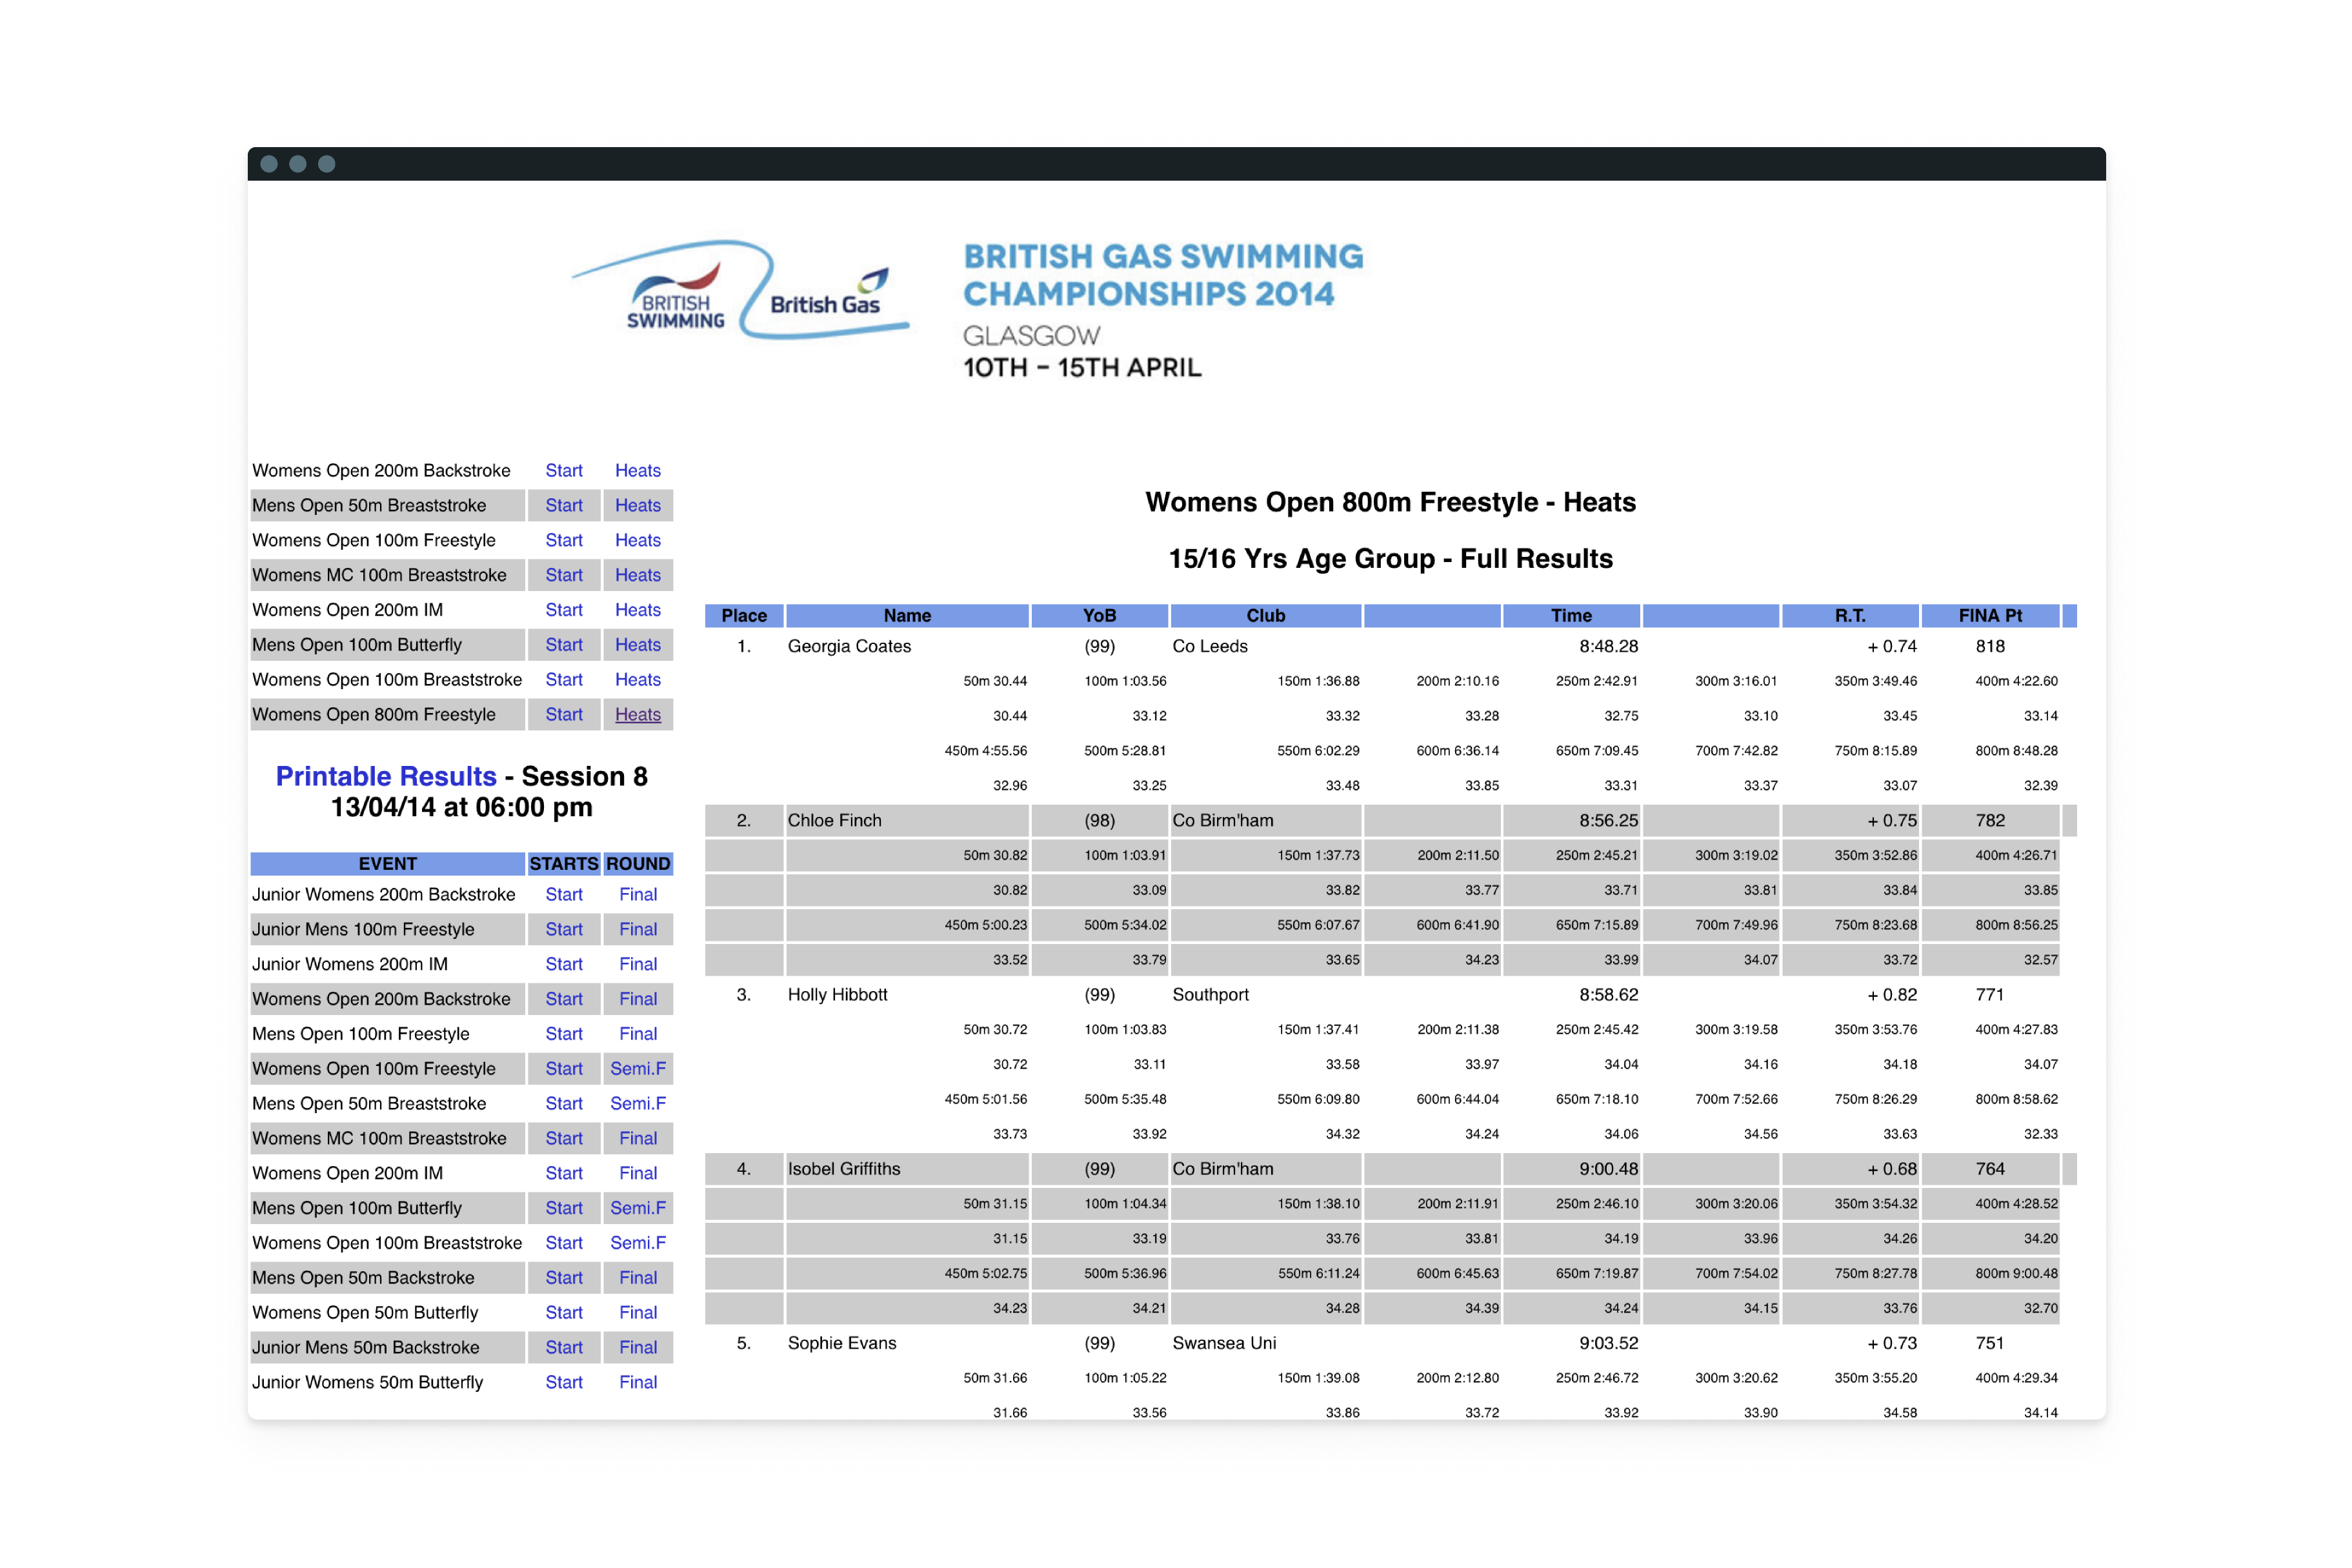 BRITISH SWIMMING
British Gas
BRITISH GAS SWIMMING
CHAMPIONSHIPS 2014
GLASGOW
10TH – 15TH APRIL
Womens Open 200m Backstroke Start Heats
Mens Open 50m Breaststroke Start Heats
Womens Open 100m Freestyle Start Heats
Womens MC 100m Breaststroke Start Heats
Womens Open 200m IM Start Heats
Mens Open 100m Butterfly Start Heats
Womens Open 100m Breaststroke Start Heats
Womens Open 800m Freestyle Start Heats
Printable Results - Session 8
13/04/14 at 06:00 pm
EVENT STARTS ROUND
Junior Womens 200m Backstroke Start Final
Junior Mens 100m Freestyle Start Final
Junior Womens 200m IM Start Final
Womens Open 200m Backstroke Start Final
Mens Open 100m Freestyle Start Final
Womens Open 100m Freestyle Start Semi.F
Mens Open 50m Breaststroke Start Semi.F
Womens MC 100m Breaststroke Start Final
Womens Open 200m IM Start Final
Mens Open 100m Butterfly Start Semi.F
Womens Open 100m Breaststroke Start Semi.F
Mens Open 50m Backstroke Start Final
Womens Open 50m Butterfly Start Final
Junior Mens 50m Backstroke Start Final
Junior Womens 50m Butterfly Start Final
Womens Open 800m Freestyle - Heats
15/16 Yrs Age Group - Full Results
Place Name YoB Club Time R.T. FINA Pt
1. Georgia Coates (99) Co Leeds 8:48.28 + 0.74 818
50m 30.44 100m 1:03.56 150m 1:36.88 200m 2:10.16 250m 2:42.91 300m 3:16.01 350m 3:49.46 400m 4:22.60
30.44 33.12 33.32 33.28 32.75 33.10 33.45 33.14
450m 4:55.56 500m 5:28.81 550m 6:02.29 600m 6:36.14 650m 7:09.45 700m 7:42.82 750m 8:15.89 800m 8:48.28
32.96 33.25 33.48 33.85 33.31 33.37 33.07 32.39
2. Chloe Finch (98) Co Birm'ham 8:56.25 + 0.75 782
50m 30.82 100m 1:03.91 150m 1:37.73 200m 2:11.50 250m 2:45.21 300m 3:19.02 350m 3:52.86 400m 4:26.71
30.82 33.09 33.82 33.77 33.71 33.81 33.84 33.85
450m 5:00.23 500m 5:34.02 550m 6:07.67 600m 6:41.90 650m 7:15.89 700m 7:49.96 750m 8:23.68 800m 8:56.25
33.52 33.79 33.65 34.23 33.99 34.07 33.72 32.57
3. Holly Hibbott (99) Southport 8:58.62 + 0.82 771
50m 30.72 100m 1:03.83 150m 1:37.41 200m 2:11.38 250m 2:45.42 300m 3:19.58 350m 3:53.76 400m 4:27.83
30.72 33.11 33.58 33.97 34.04 34.16 34.18 34.07
450m 5:01.56 500m 5:35.48 550m 6:09.80 600m 6:44.04 650m 7:18.10 700m 7:52.66 750m 8:26.29 800m 8:58.62
33.73 33.92 34.32 34.24 34.06 34.56 33.63 32.33
4. Isobel Griffiths (99) Co Birm'ham 9:00.48 + 0.68 764
50m 31.15 100m 1:04.34 150m 1:38.10 200m 2:11.91 250m 2:46.10 300m 3:20.06 350m 3:54.32 400m 4:28.52
31.15 33.19 33.76 33.81 34.19 33.96 34.26 34.20
450m 5:02.75 500m 5:36.96 550m 6:11.24 600m 6:45.63 650m 7:19.87 700m 7:54.02 750m 8:27.78 800m 9:00.48
34.23 34.21 34.28 34.39 34.24 34.15 33.76 32.70
5. Sophie Evans (99) Swansea Uni 9:03.52 + 0.73 751
50m 31.66 100m 1:05.22 150m 1:39.08 200m 2:12.80 250m 2:46.72 300m 3:20.62 350m 3:55.20 400m 4:29.34
31.66 33.56 33.86 33.72 33.92 33.90 34.58 34.14